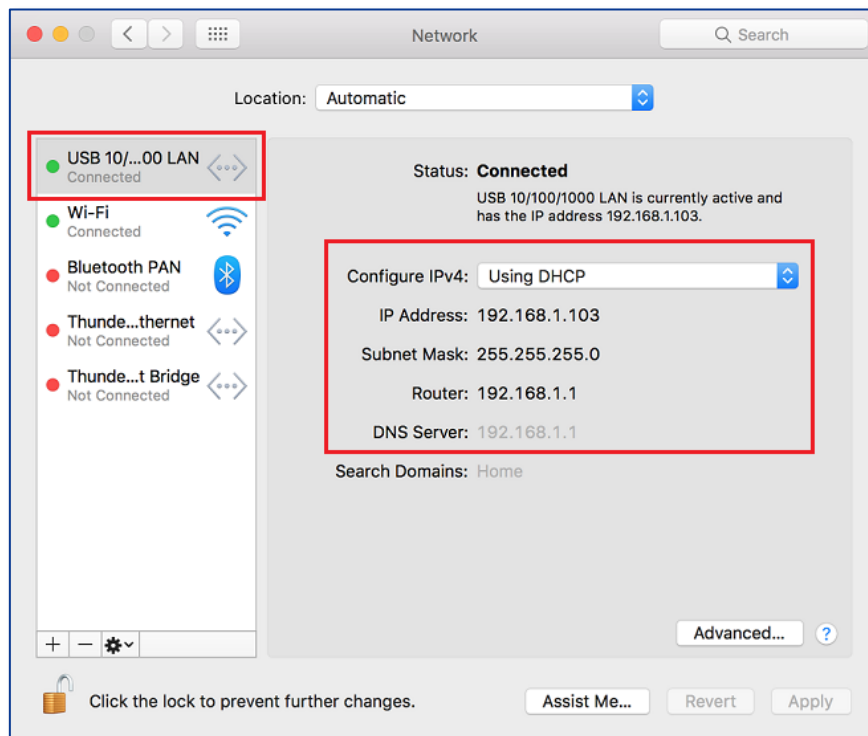 Network
Search
Location: Automatic
USB 10/...00 LAN
Connected
Wi-Fi
Connected
Bluetooth PAN
Not Connected
Thunde...thernet
Not Connected
Thunde...t Bridge
Not Connected
Status: Connected
USB 10/100/1000 LAN is currently active and
has the IP address 192.168.1.103.
Configure IPv4: Using DHCP
IP Address: 192.168.1.103
Subnet Mask: 255.255.255.0
Router: 192.168.1.1
DNS Server: 192.168.1.1
Search Domains: Home
Advanced... ?
Click the lock to prevent further changes.
Assist Me... Revert Apply